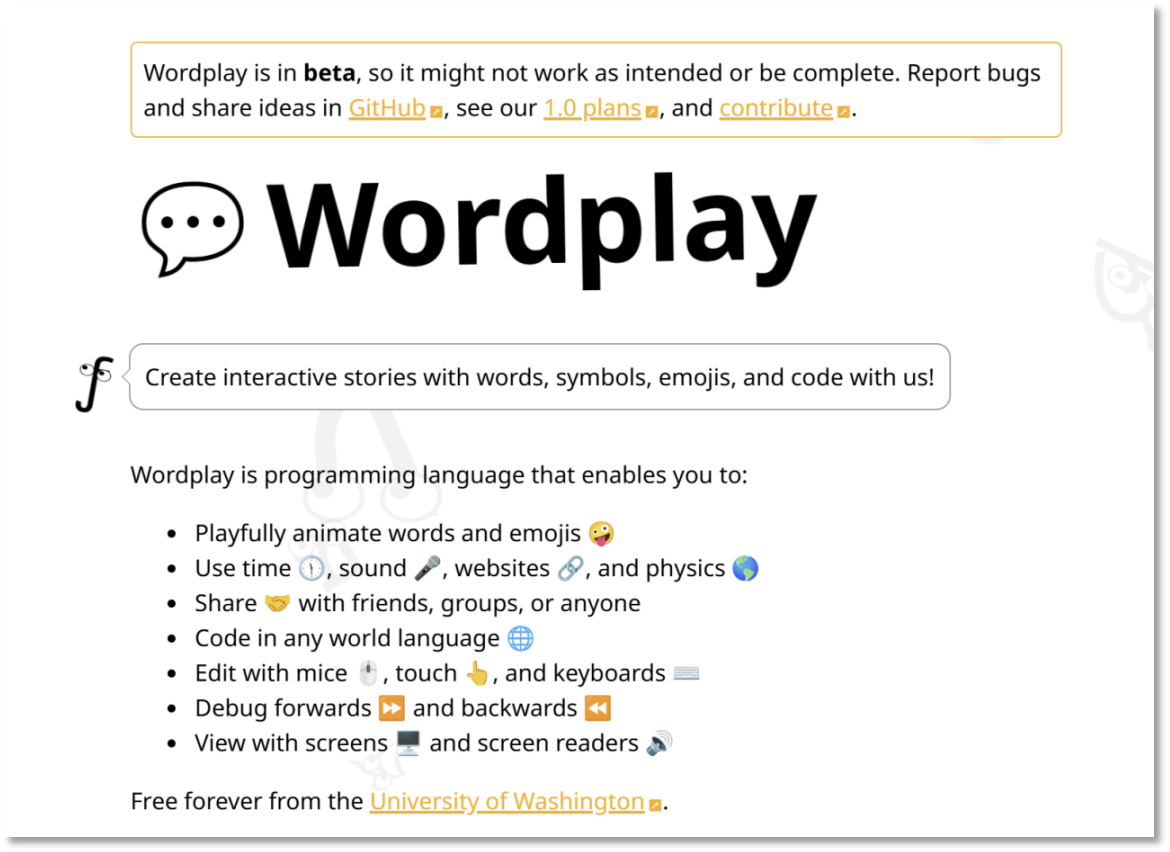 Wordplay is in beta, so it might not work as intended or be complete. Report bugs
and share ideas in GitHub↗, see our 1.0 plans↗, and contribute↗.
💬 Wordplay
ƒ
Create interactive stories with words, symbols, emojis, and code with us!
Wordplay is programming language that enables you to:
• Playfully animate words and emojis 🤪
• Use time 🕦, sound 🎤, websites 🔗, and physics 🌎
• Share 🤝 with friends, groups, or anyone
• Code in any world language 🌐
• Edit with mice 🖱️, touch 👆, and keyboards ⌨️
• Debug forwards ⏩ and backwards ⏪
• View with screens 🖥️ and screen readers 🔊
Free forever from the University of Washington↗.